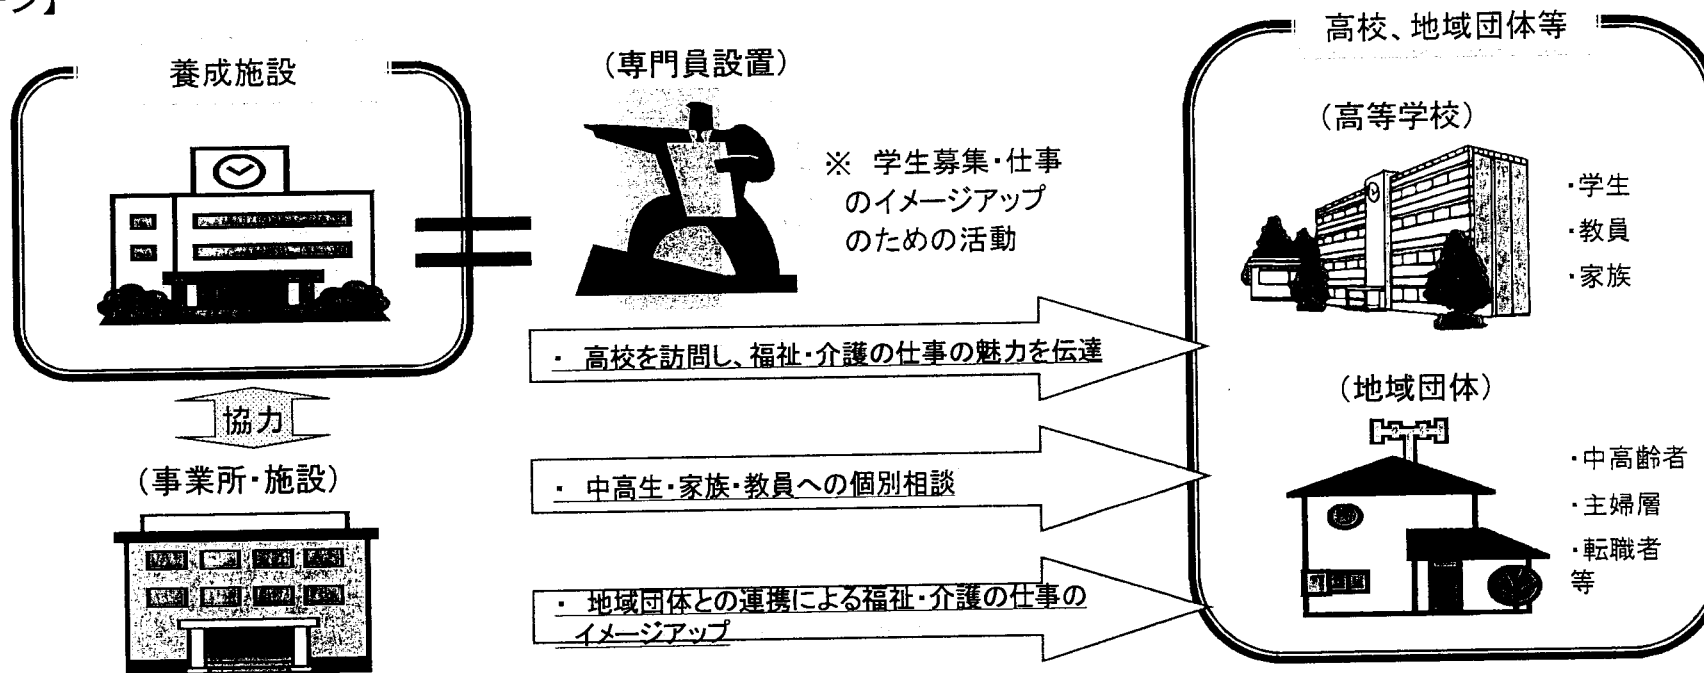 養成施設
(専門員設置)
※ 学生募集・仕事
のイメージアップ
のための活動
協力
(事業所・施設)
・ 高校を訪問し、福祉・介護の仕事の魅力を伝達
・ 中高生・家族・教員への個別相談
・ 地域団体との連携による福祉・介護の仕事の
イメージアップ
高校、地域団体等
(高等学校)
・学生
・教員
・家族
(地域団体)
・中高齢者
・主婦層
・転職者
等